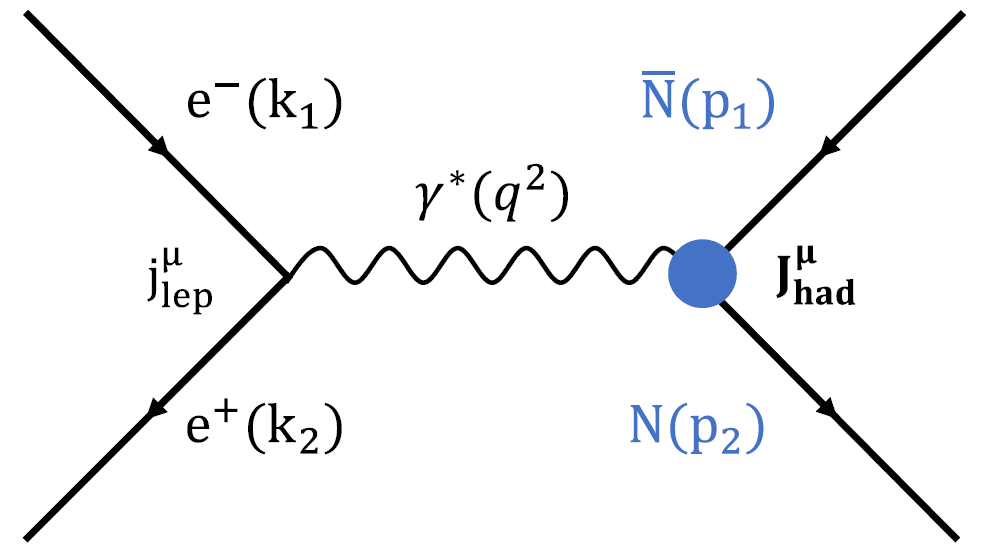 e⁻(k₁)
N̅(p₁)
γ*(q²)
j^μ_lep
J^μ_had
e⁺(k₂)
N(p₂)